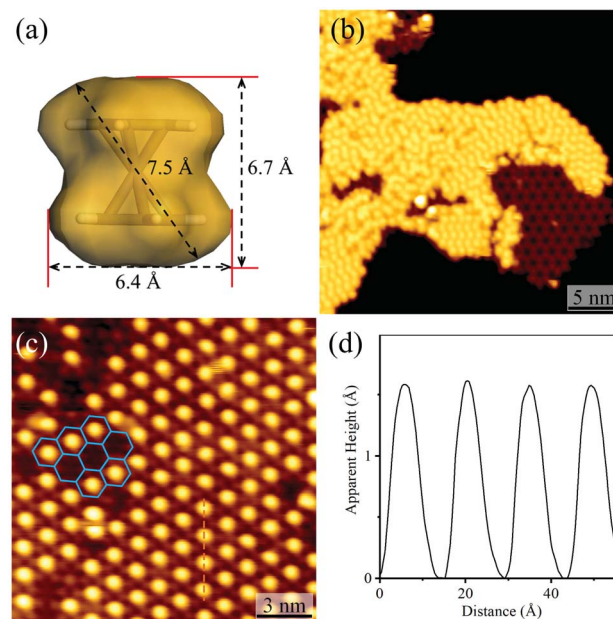 (a)
7.5 Å
6.7 Å
6.4 Å
(b)
5 nm
(c)
3 nm
(d)
Apparent Height (Å)
1
0
0
20
40
Distance (Å)